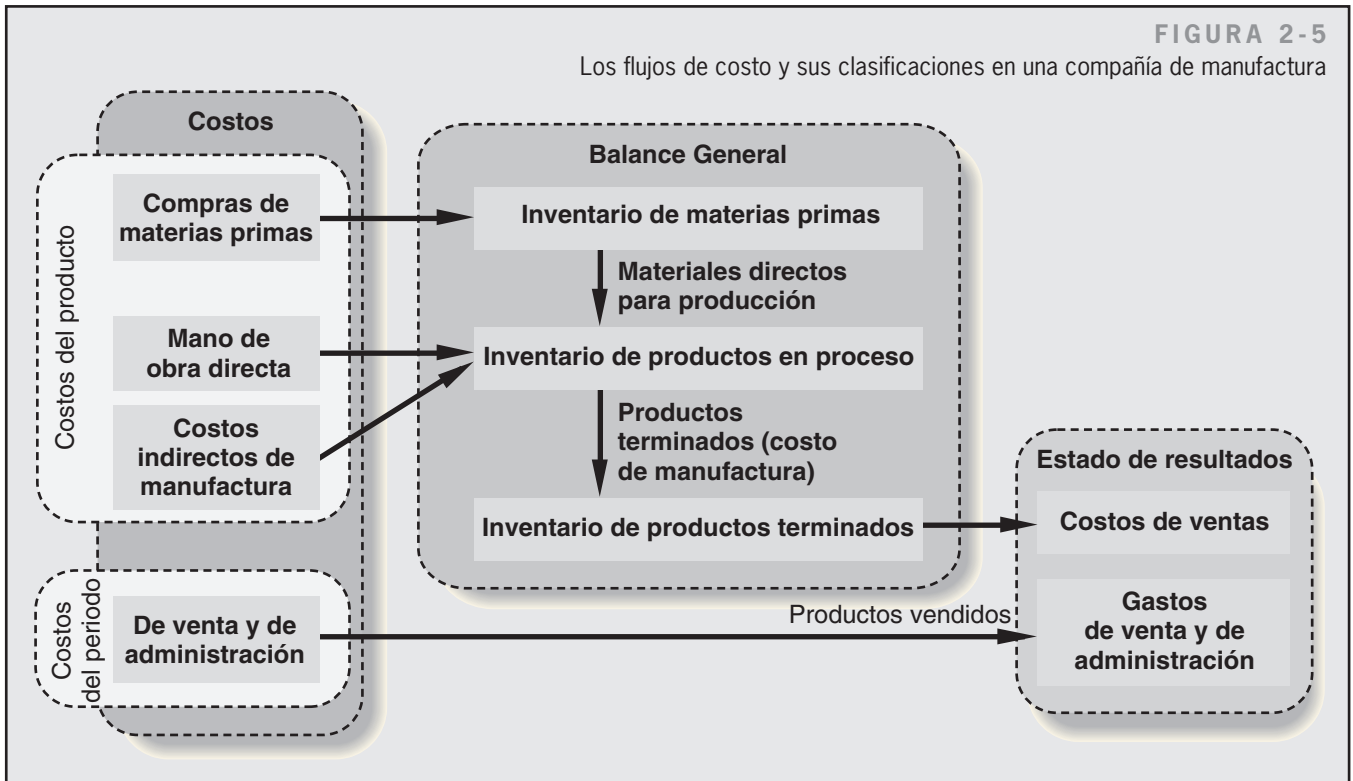 FIGURA 2-5
Los flujos de costo y sus clasificaciones en una compañía de manufactura
Costos
Costos del producto
Compras de
materias primas
Mano de
obra directa
Costos
indirectos de
manufactura
Costos
del periodo
De venta y de
administración
Balance General
Inventario de materias primas
Materiales directos
para producción
Inventario de productos en proceso
Productos
terminados (costo
de manufactura)
Inventario de productos terminados
Productos vendidos
Estado de resultados
Costos de ventas
Gastos
de venta y de
administración